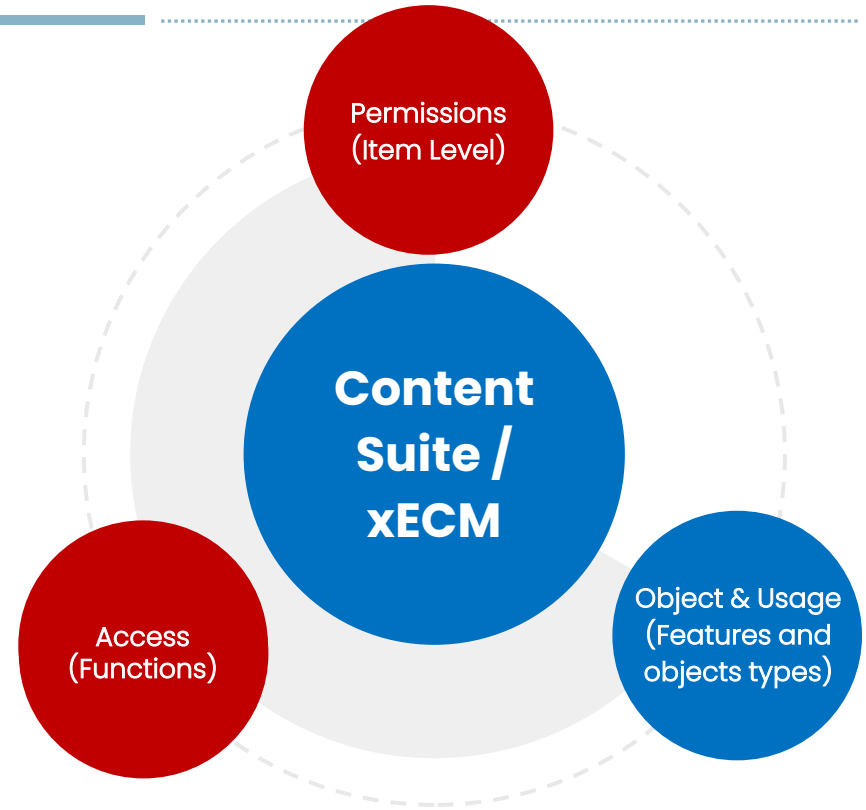 Permissions
(Item Level)
Content
Suite /
xECM
Object & Usage
(Features and
objects types)
Access
(Functions)